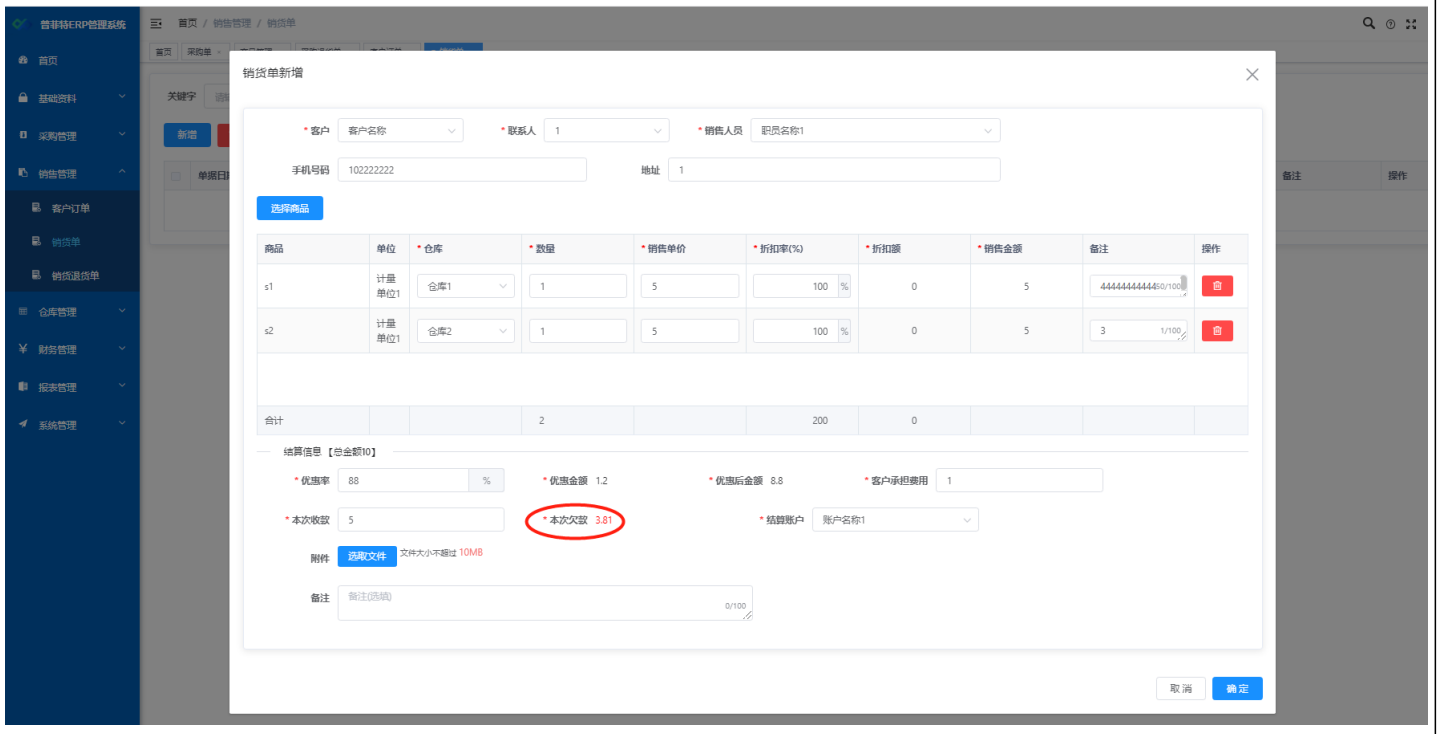 普菲特ERP管理系统
首页 / 销售管理 / 销货单
首页 采购单
首页
销货单新增
基础资料
关键字
* 客户 客户名称 * 联系人 1 * 销售人员 职员名称1
采购管理
新增
手机号码 102222222 地址 1
销售管理
单据日 备注 操作
选择商品
客户订单
销货单
商品 单位 * 仓库 * 数量 * 销售单价 * 折扣率(%) * 折扣额 * 销售金额 备注 操作
销货退货单
s1 计量单位1 仓库1 1 5 100 % 0 5 444444444444 50/100
仓库管理
s2 计量单位1 仓库2 1 5 100 % 0 5 3 1/100
财务管理
报表管理
合计 2 200 0
系统管理
结算信息【总金额10】
* 优惠率 88 % * 优惠金额 1.2 * 优惠后金额 8.8 * 客户承担费用 1
* 本次收款 5 * 本次欠款 3.81 * 结算账户 账户名称1
附件 选取文件 文件大小不超过 10MB
备注 备注(选填) 0/100
取消 确定